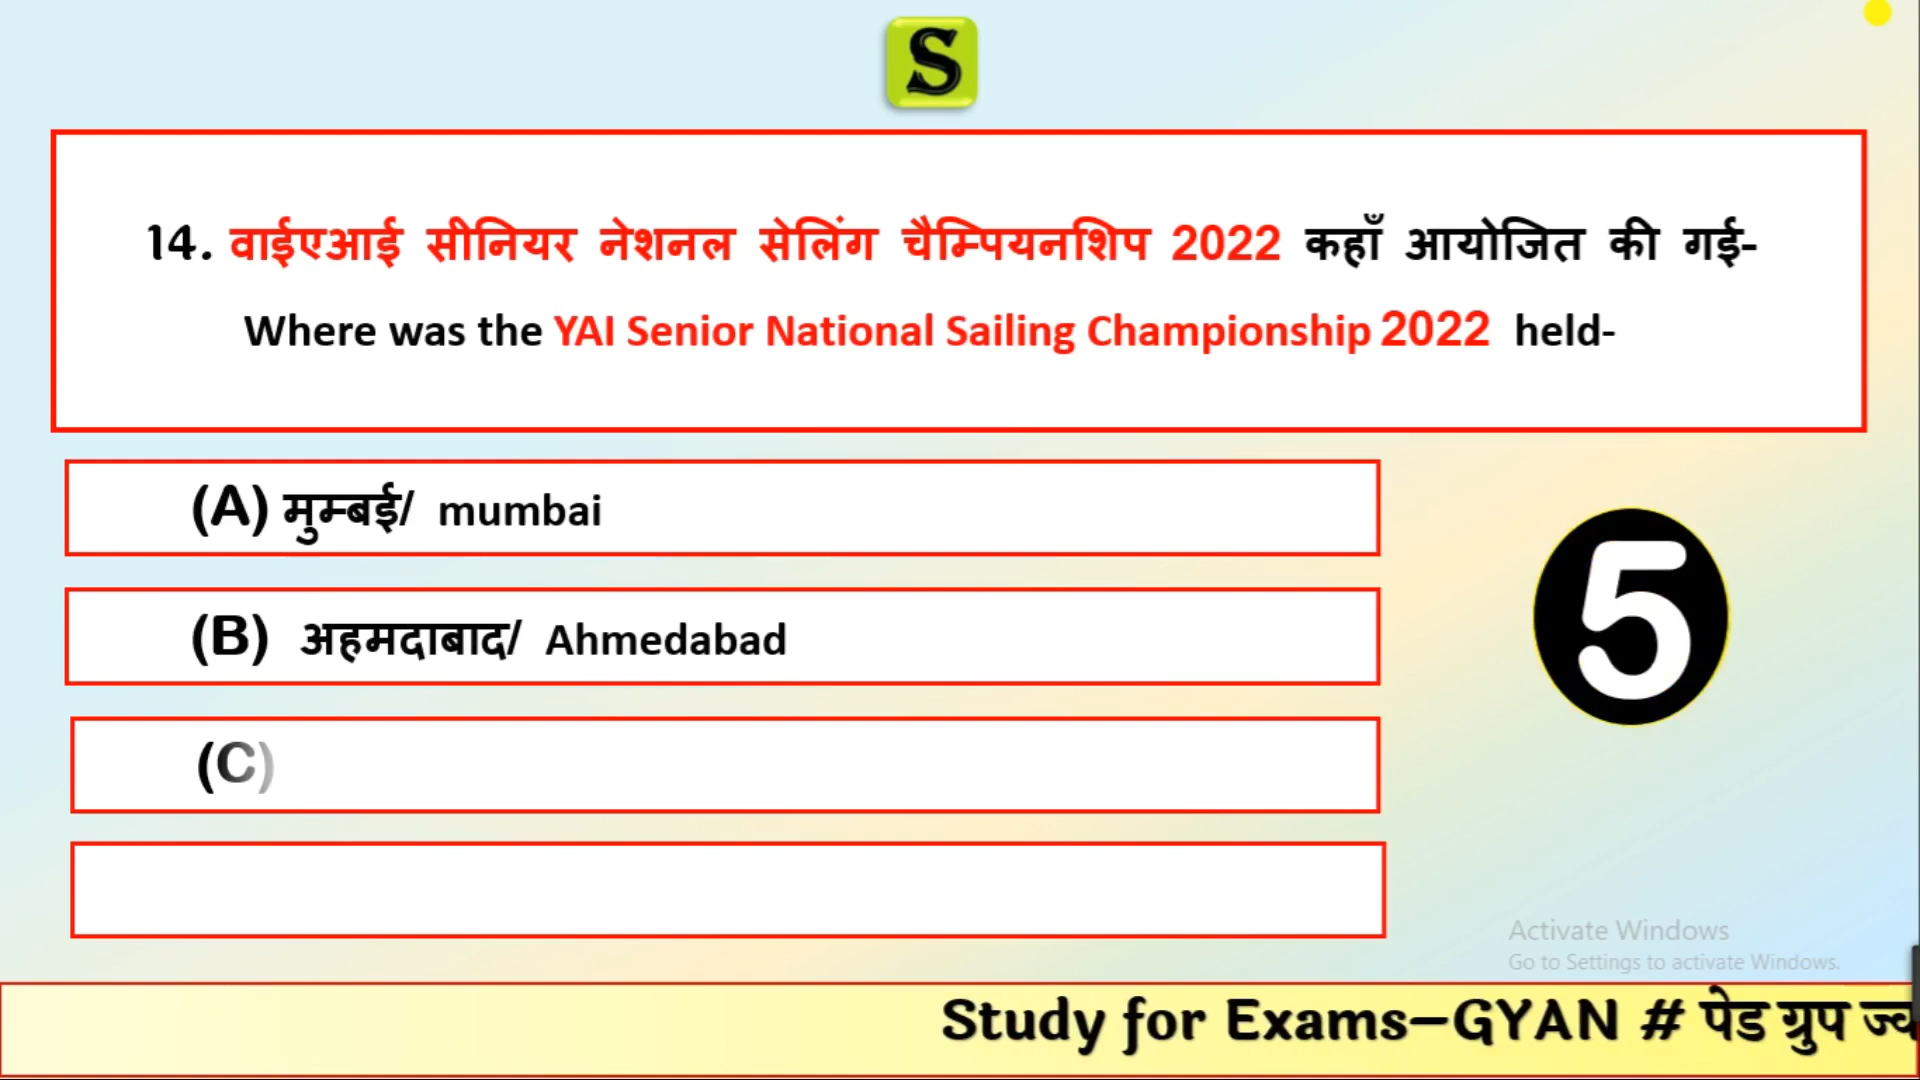 S
14. वाईएआई सीनियर नेशनल सेलिंग चैम्पियनशिप 2022 कहाँ आयोजित की गई-
Where was the YAI Senior National Sailing Championship 2022 held-
(A) मुम्बई/ mumbai
(B) अहमदाबाद/ Ahmedabad
5
(C)
Activate Windows
Go to Settings to activate Windows.
Study for Exams–GYAN # पेड ग्रुप